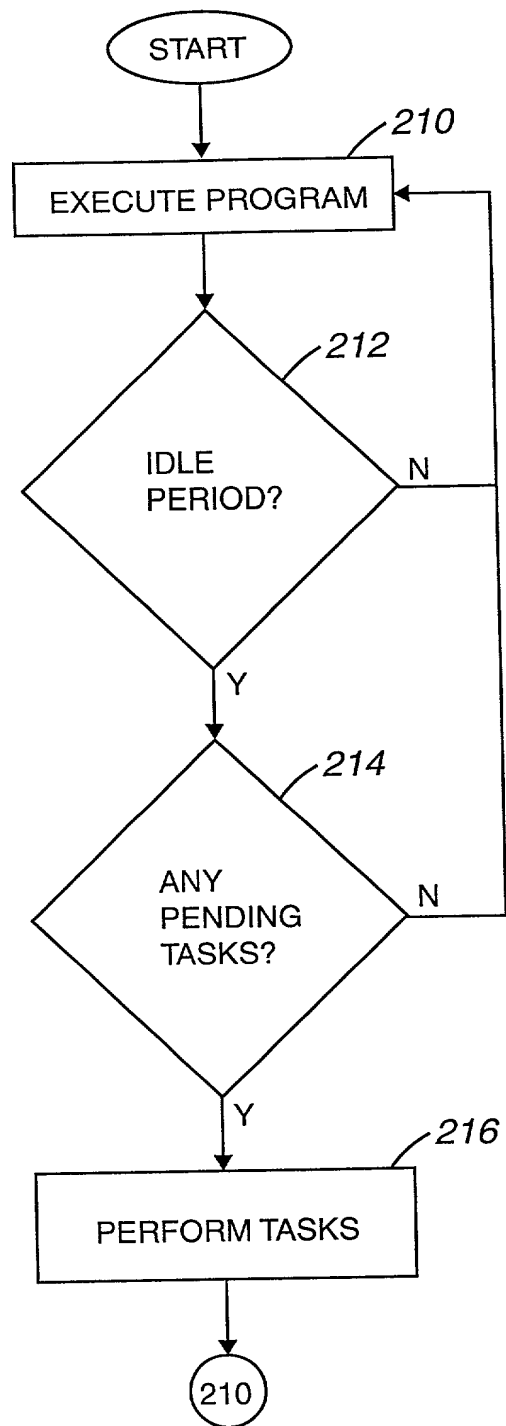 START
210
EXECUTE PROGRAM
212
IDLE
PERIOD?
N
Y
214
ANY
PENDING
TASKS?
N
Y
216
PERFORM TASKS
210